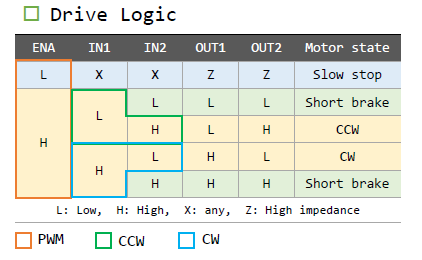 Drive Logic
ENA IN1 IN2 OUT1 OUT2 Motor state
L X X Z Z Slow stop
H L L L L Short brake
H L H CCW
H L H L CW
H H H Short brake
L: Low, H: High, X: any, Z: High impedance
PWM CCW CW